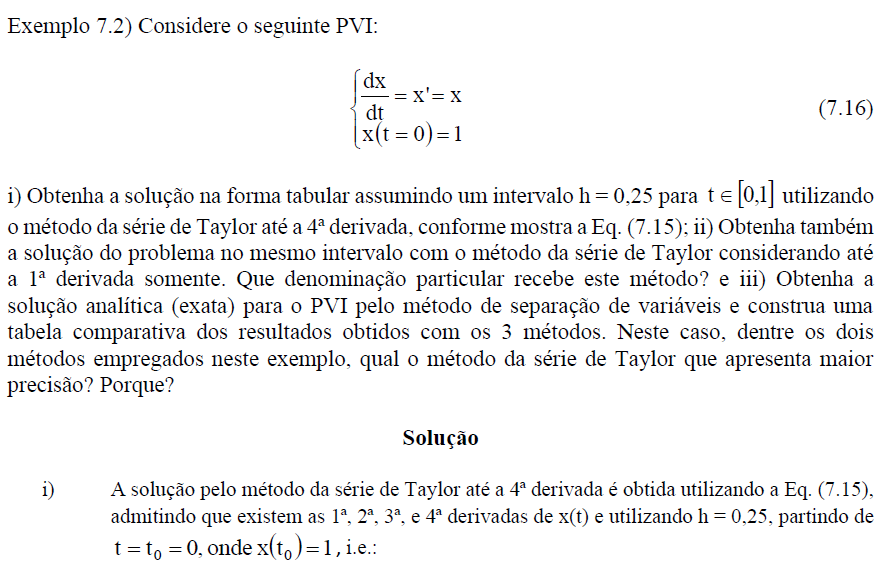 Exemplo 7.2) Considere o seguinte PVI:
dx/dt = x'= x
(7.16)
x(t = 0) = 1
i) Obtenha a solução na forma tabular assumindo um intervalo h = 0,25 para t ∈ [0,1] utilizando
o método da série de Taylor até a 4ª derivada, conforme mostra a Eq. (7.15); ii) Obtenha também
a solução do problema no mesmo intervalo com o método da série de Taylor considerando até
a 1ª derivada somente. Que denominação particular recebe este método? e iii) Obtenha a
solução analítica (exata) para o PVI pelo método de separação de variáveis e construa uma
tabela comparativa dos resultados obtidos com os 3 métodos. Neste caso, dentre os dois
métodos empregados neste exemplo, qual o método da série de Taylor que apresenta maior
precisão? Porque?
Solução
i) A solução pelo método da série de Taylor até a 4ª derivada é obtida utilizando a Eq. (7.15),
admitindo que existem as 1ª, 2ª, 3ª, e 4ª derivadas de x(t) e utilizando h = 0,25, partindo de
t = t₀ = 0, onde x(t₀) = 1 , i.e.: